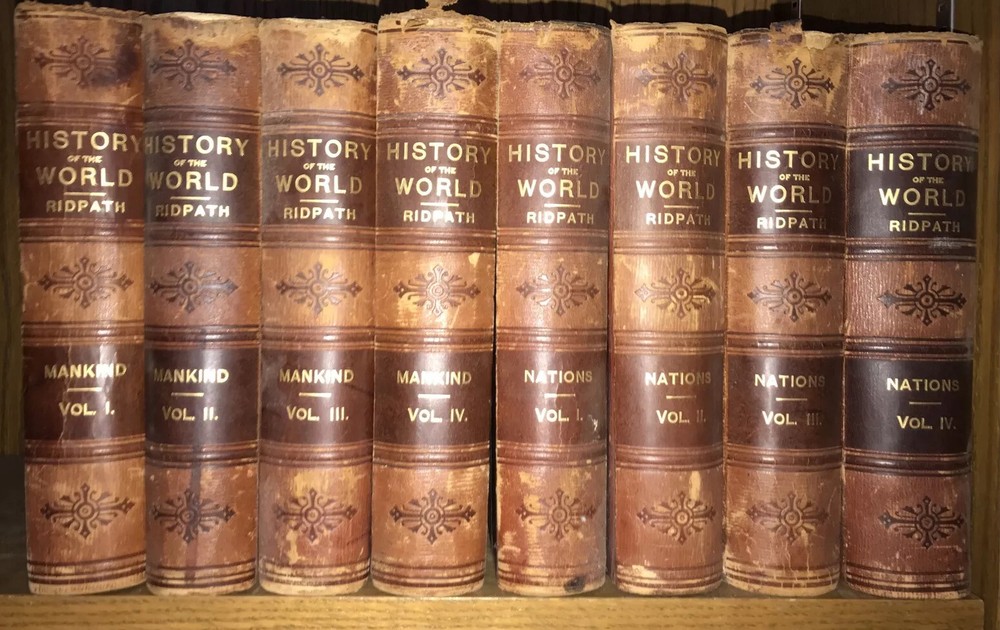 HISTORY
OF THE
WORLD
RIDPATH
MANKIND
VOL. I.
HISTORY
OF THE
WORLD
RIDPATH
MANKIND
VOL. II.
HISTORY
OF THE
WORLD
RIDPATH
MANKIND
VOL. III.
HISTORY
OF THE
WORLD
RIDPATH
MANKIND
VOL. IV.
HISTORY
OF THE
WORLD
RIDPATH
NATIONS
VOL. I.
HISTORY
OF THE
WORLD
RIDPATH
NATIONS
VOL. II.
HISTORY
OF THE
WORLD
RIDPATH
NATIONS
VOL. III.
HISTORY
OF THE
WORLD
RIDPATH
NATIONS
VOL. IV.